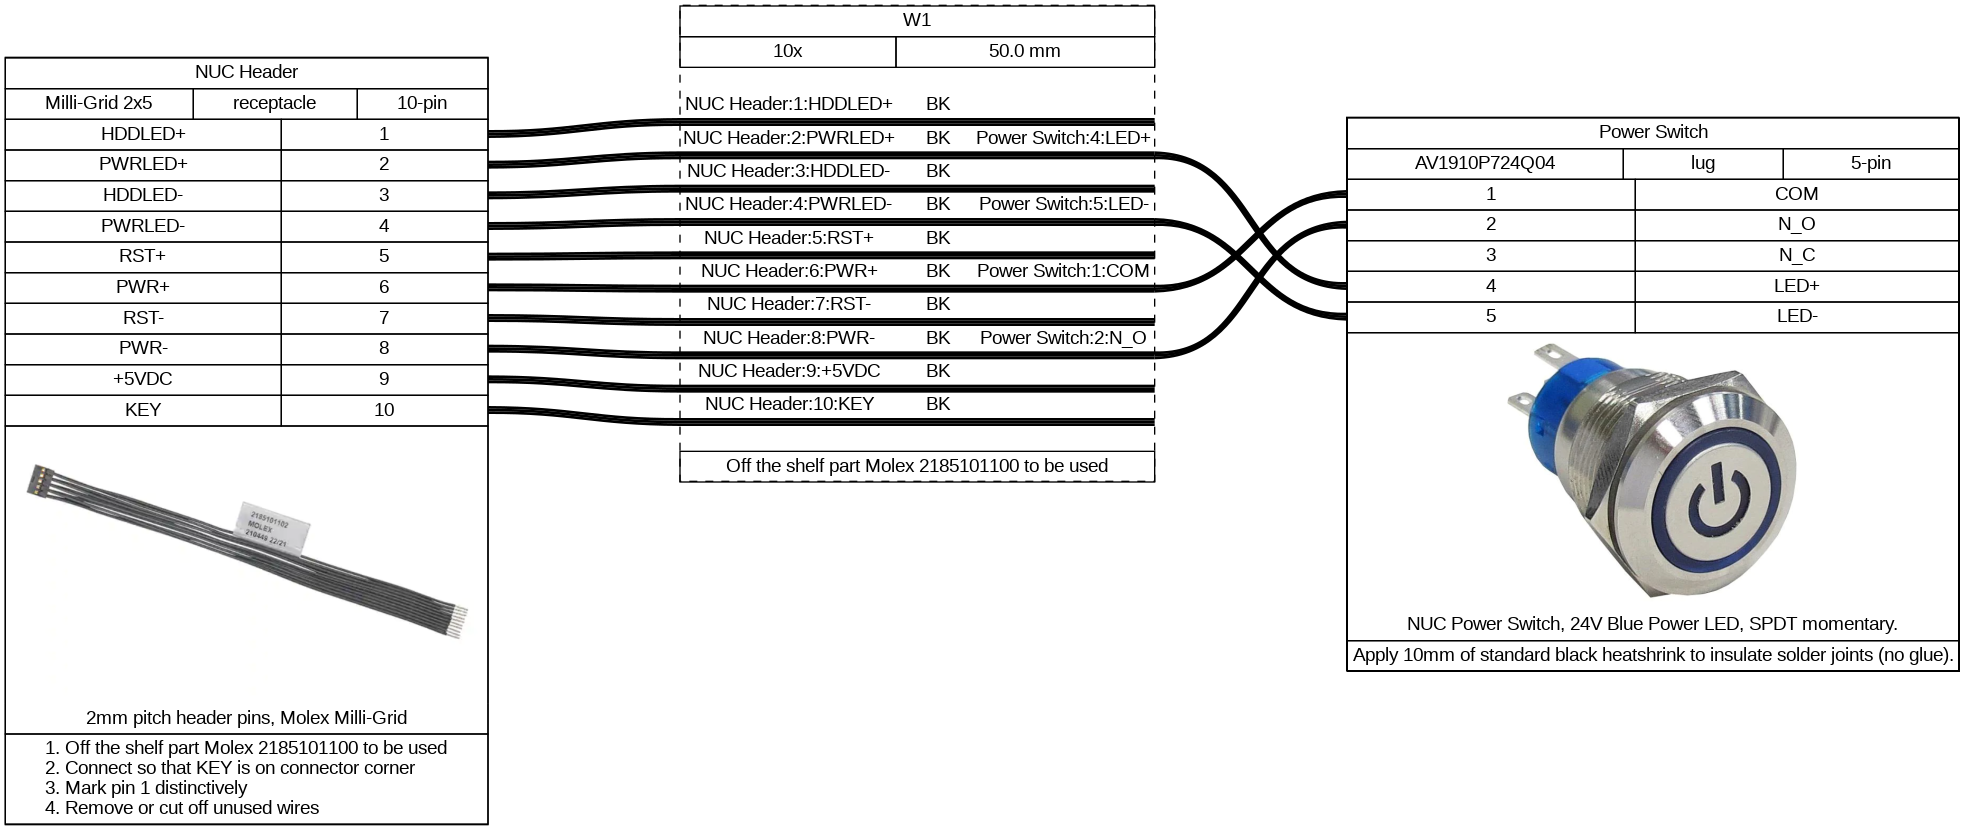 NUC Header
Milli-Grid 2x5 receptacle 10-pin
HDDLED+ 1
PWRLED+ 2
HDDLED- 3
PWRLED- 4
RST+ 5
PWR+ 6
RST- 7
PWR- 8
+5VDC 9
KEY 10
2185101102
MOLEX
210448 22/21
2mm pitch header pins, Molex Milli-Grid
1. Off the shelf part Molex 2185101100 to be used
2. Connect so that KEY is on connector corner
3. Mark pin 1 distinctively
4. Remove or cut off unused wires
W1
10x 50.0 mm
NUC Header:1:HDDLED+ BK
NUC Header:2:PWRLED+ BK Power Switch:4:LED+
NUC Header:3:HDDLED- BK
NUC Header:4:PWRLED- BK Power Switch:5:LED-
NUC Header:5:RST+ BK
NUC Header:6:PWR+ BK Power Switch:1:COM
NUC Header:7:RST- BK
NUC Header:8:PWR- BK Power Switch:2:N_O
NUC Header:9:+5VDC BK
NUC Header:10:KEY BK
Off the shelf part Molex 2185101100 to be used
Power Switch
AV1910P724Q04 lug 5-pin
1 COM
2 N_O
3 N_C
4 LED+
5 LED-
NUC Power Switch, 24V Blue Power LED, SPDT momentary.
Apply 10mm of standard black heatshrink to insulate solder joints (no glue).